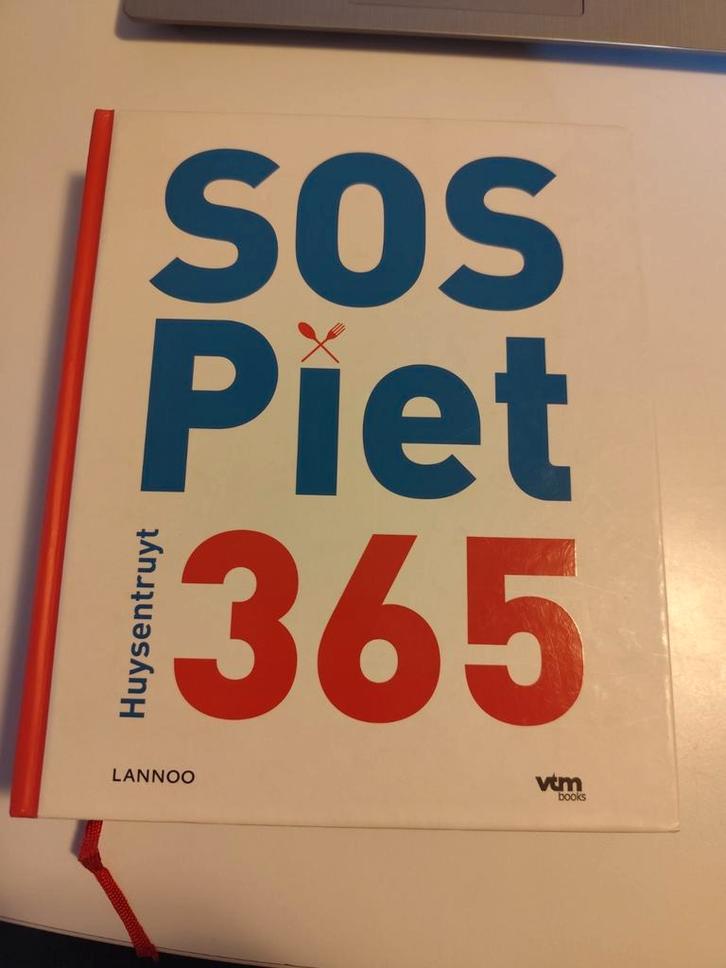 SOS
Piet
Huysentruyt
365
LANNOO
vtm
books